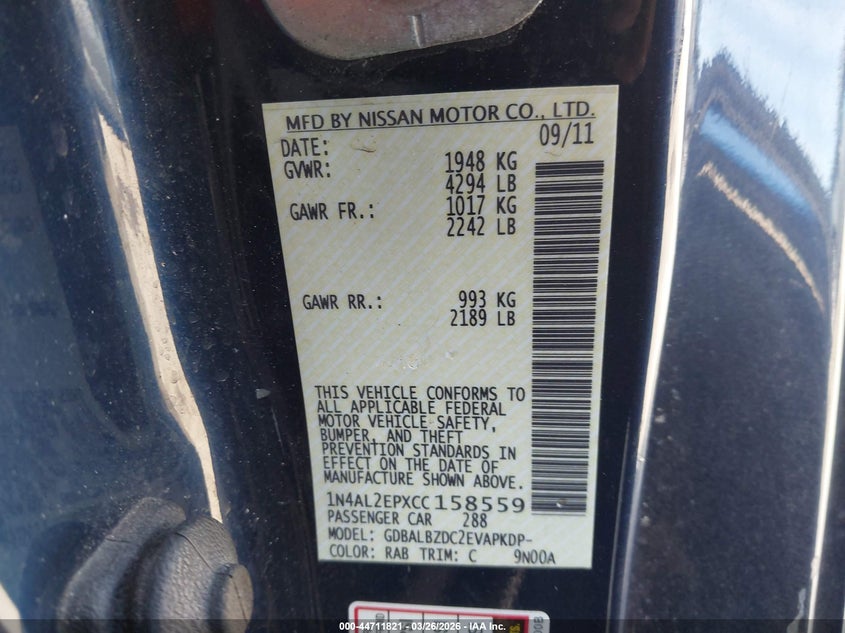 MFD BY NISSAN MOTOR CO., LTD.
DATE: 09/11
GVWR: 1948 KG
4294 LB
GAWR FR.: 1017 KG
2242 LB
GAWR RR.: 993 KG
2189 LB
THIS VEHICLE CONFORMS TO
ALL APPLICABLE FEDERAL
MOTOR VEHICLE SAFETY,
BUMPER, AND THEFT
PREVENTION STANDARDS IN
EFFECT ON THE DATE OF
MANUFACTURE SHOWN ABOVE.
1N4AL2EPXCC158559
PASSENGER CAR 288
MODEL: GDBALBZDC2EVAPKDP-
COLOR: RAB TRIM: C 9N00A
000-44711821 - 03/26/2026 - IAA, Inc.